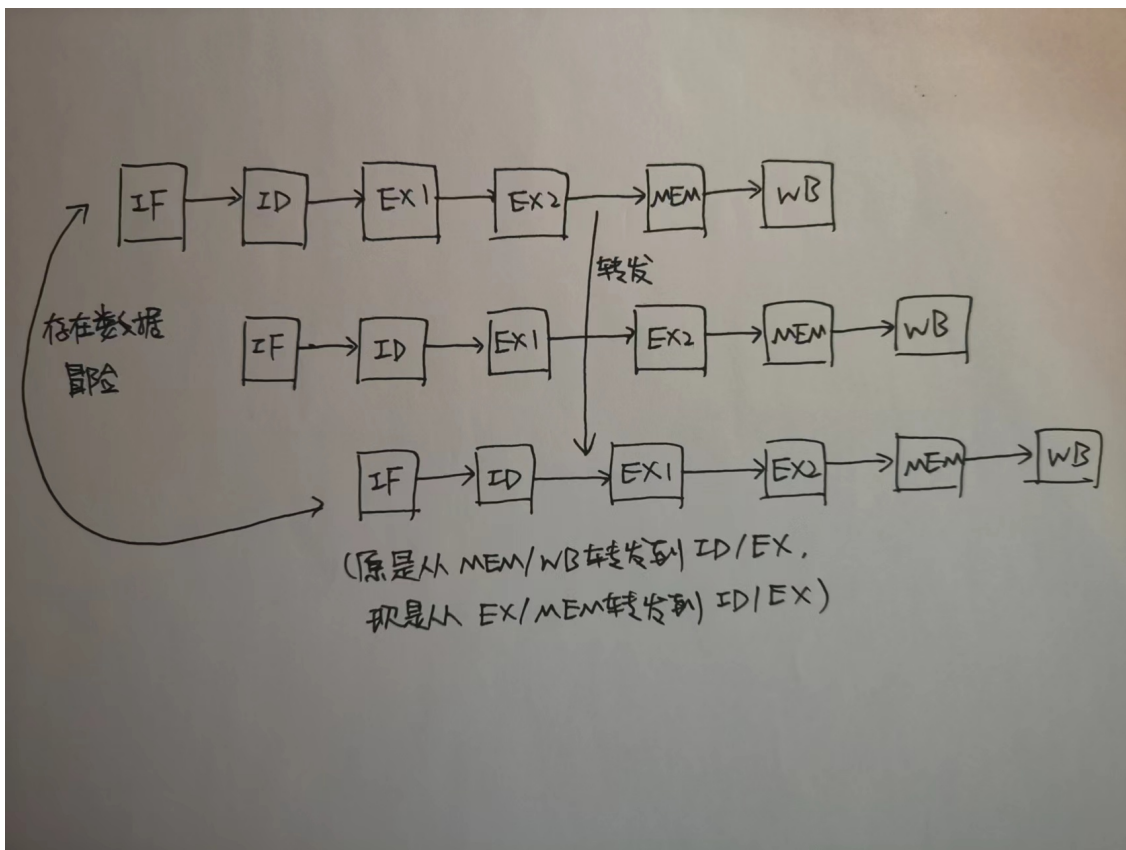 IF ID EX1 EX2 MEM WB
转发
存在数据
冒险
IF ID EX1 EX2 MEM WB
IF ID EX1 EX2 MEM WB
(原是从 MEM/WB转发到 ID/EX,
现是从 EX/MEM转发到 ID/EX)